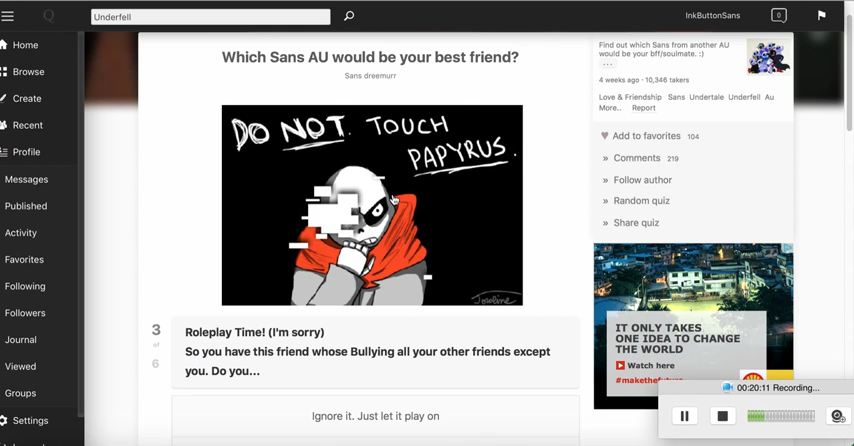 Underfell
InkButtonSans
0
Home
Browse
Create
Recent
Profile
Messages
Published
Activity
Favorites
Following
Followers
Journal
Viewed
Groups
Settings
Which Sans AU would be your best friend?
Sans dreemurr
DO NOT TOUCH
PAPYRUS.
3
of
6
Roleplay Time! (I'm sorry)
So you have this friend whose Bullying all your other friends except
you. Do you...
Ignore it. Just let it play on
Find out which Sans from another AU
would be your bff/soulmate. :)
...
4 weeks ago · 10,346 takers
Love & Friendship Sans Undertale Underfell Au
More.. Report
Add to favorites 104
» Comments 219
» Follow author
» Random quiz
» Share quiz
IT ONLY TAKES
ONE IDEA TO CHANGE
THE WORLD
Watch here
#makethefuture
00:20:11 Recording...